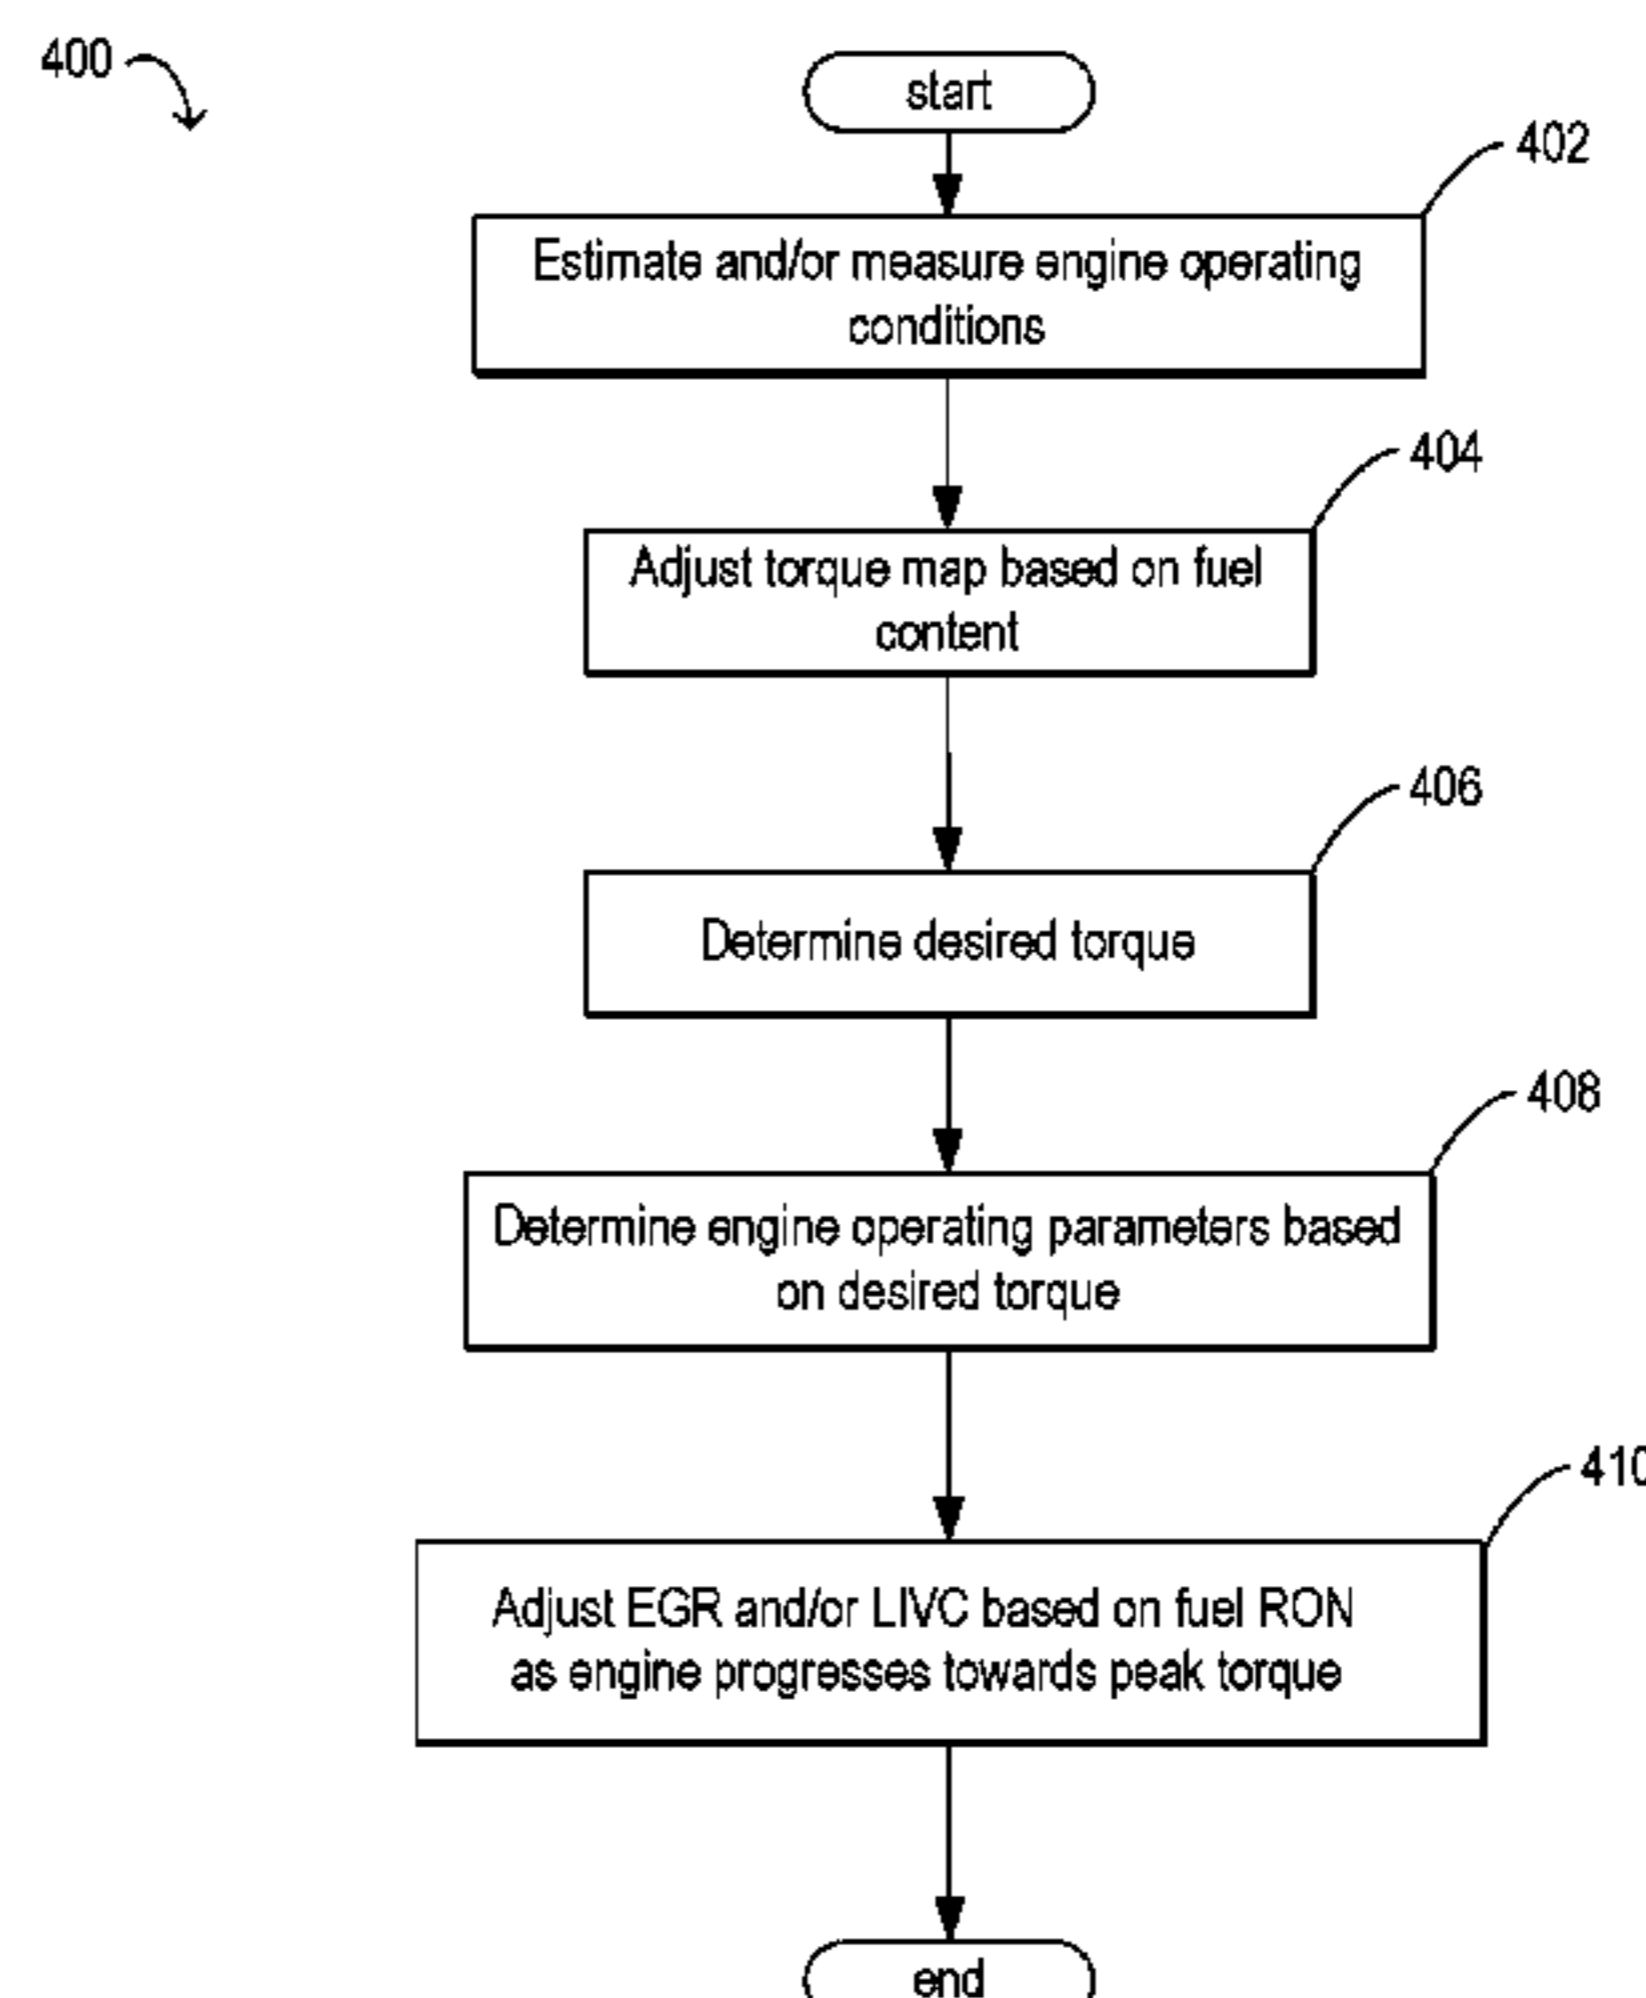 400
start
402
Estimate and/or measure engine operating
conditions
404
Adjust torque map based on fuel
content
406
Determine desired torque
408
Determine engine operating parameters based
on desired torque
410
Adjust EGR and/or LIVC based on fuel RON
as engine progresses towards peak torque
end